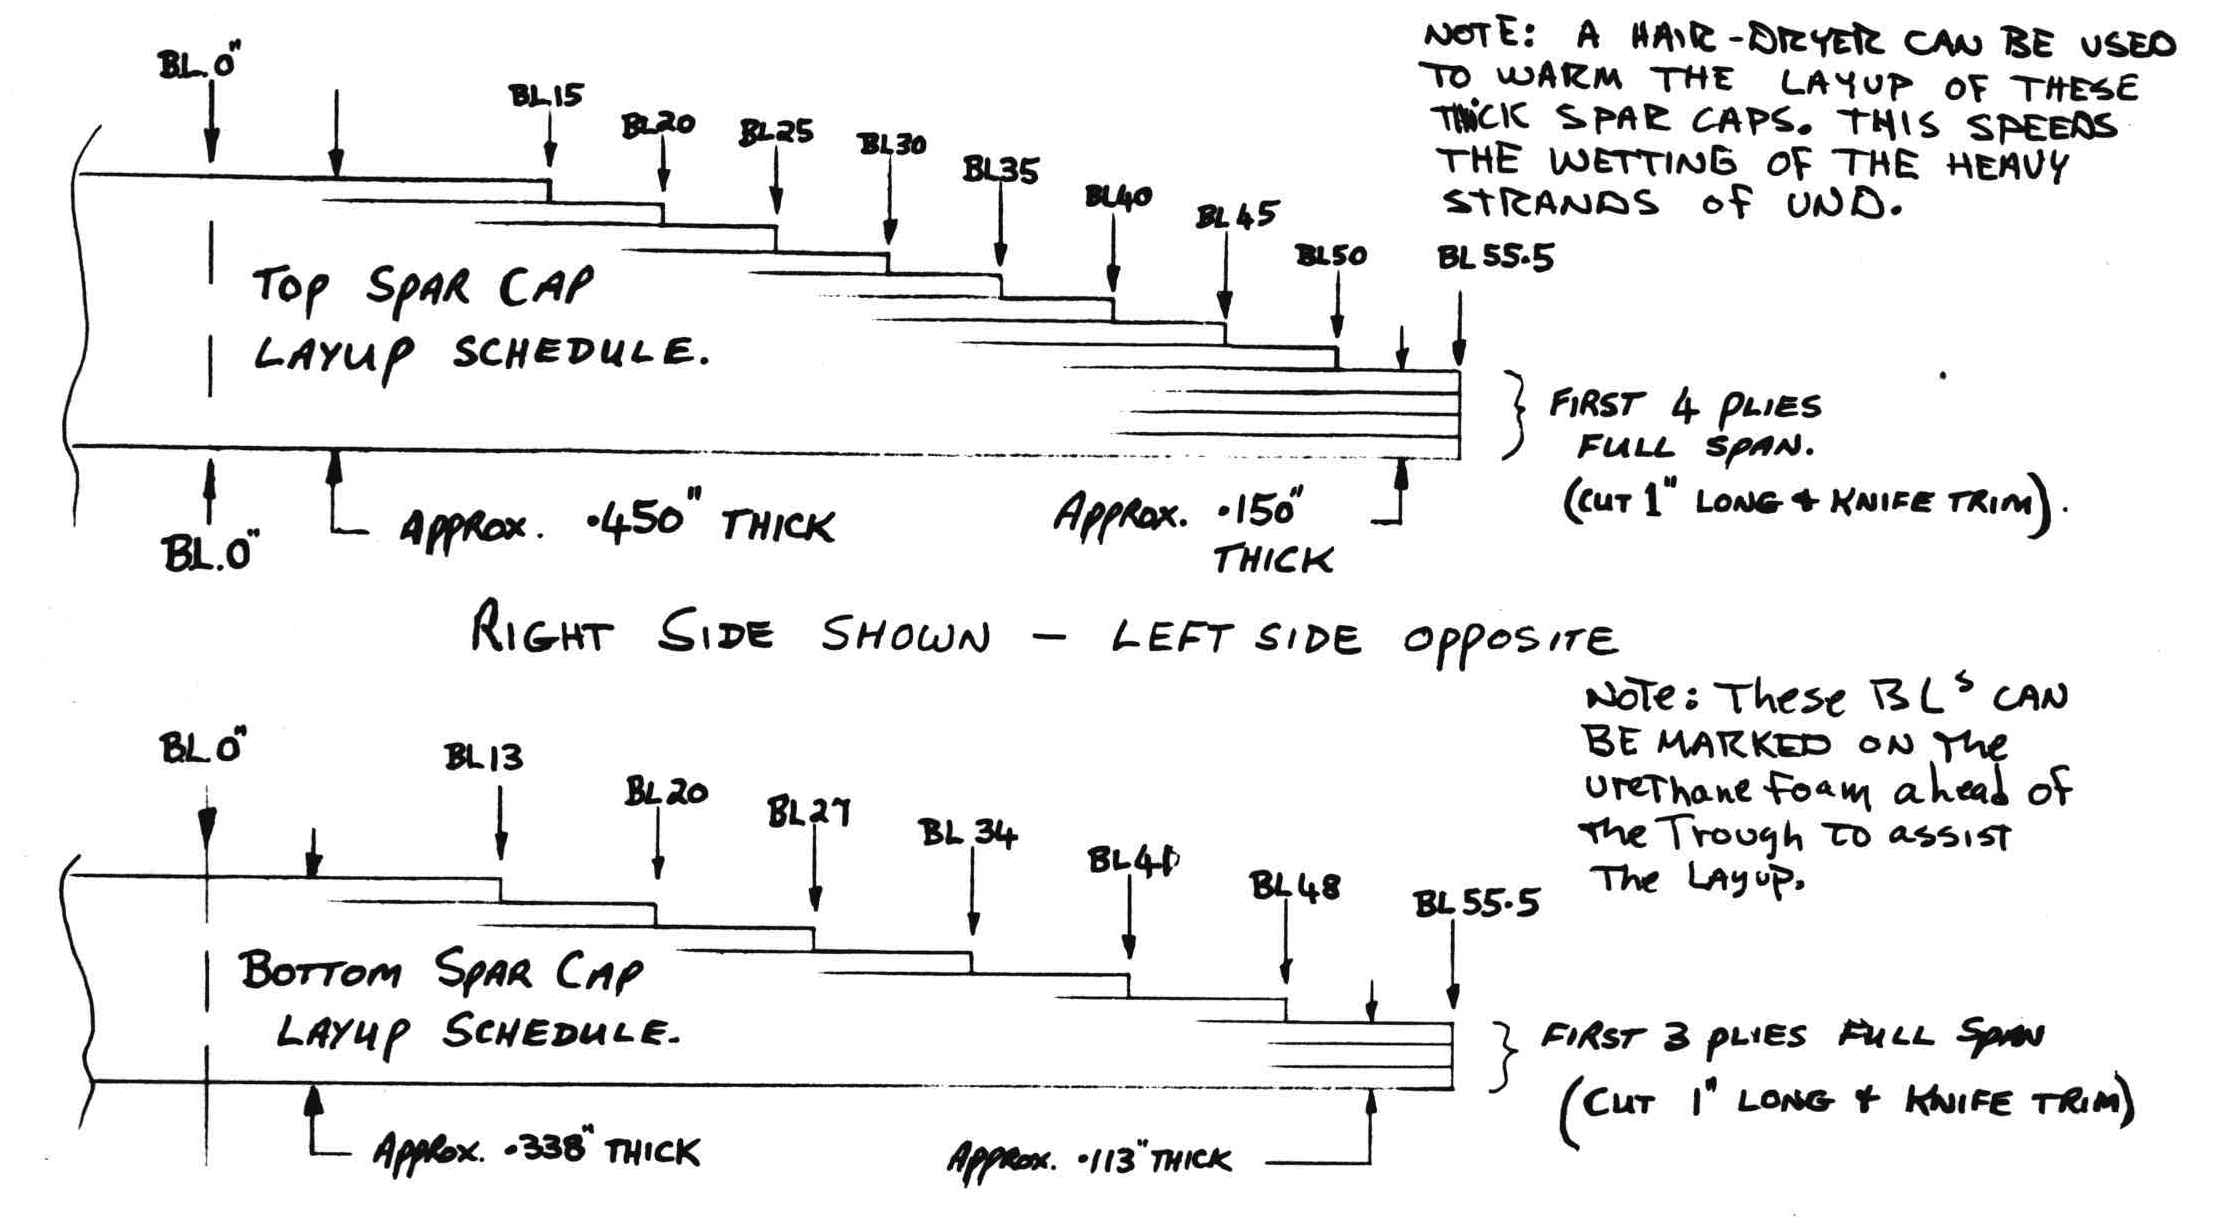 NOTE: A HAIR-DRYER CAN BE USED
TO WARM THE LAYUP OF THESE
THICK SPAR CAPS. THIS SPEEDS
THE WETTING OF THE HEAVY
STRANDS OF UND.
BL.0"
BL15
BL20
BL25
BL30
BL35
BL40
BL45
BL50
BL55.5
TOP SPAR CAP
LAYUP SCHEDULE.
FIRST 4 PLIES
FULL SPAN.
(CUT 1" LONG & KNIFE TRIM).
BL.0"
APPROX. .450" THICK
APPROX. .150"
THICK
RIGHT SIDE SHOWN - LEFT SIDE OPPOSITE
NOTE: These BLs CAN
BE MARKED ON The
Urethane Foam ahead of
The Trough to assist
The Layup.
BL.0"
BL13
BL20
BL27
BL34
BL41
BL48
BL55.5
BOTTOM SPAR CAP
LAYUP SCHEDULE.
FIRST 3 PLIES FULL SPAN
(CUT 1" LONG & KNIFE TRIM)
APPROX. .338" THICK
APPROX. .113" THICK